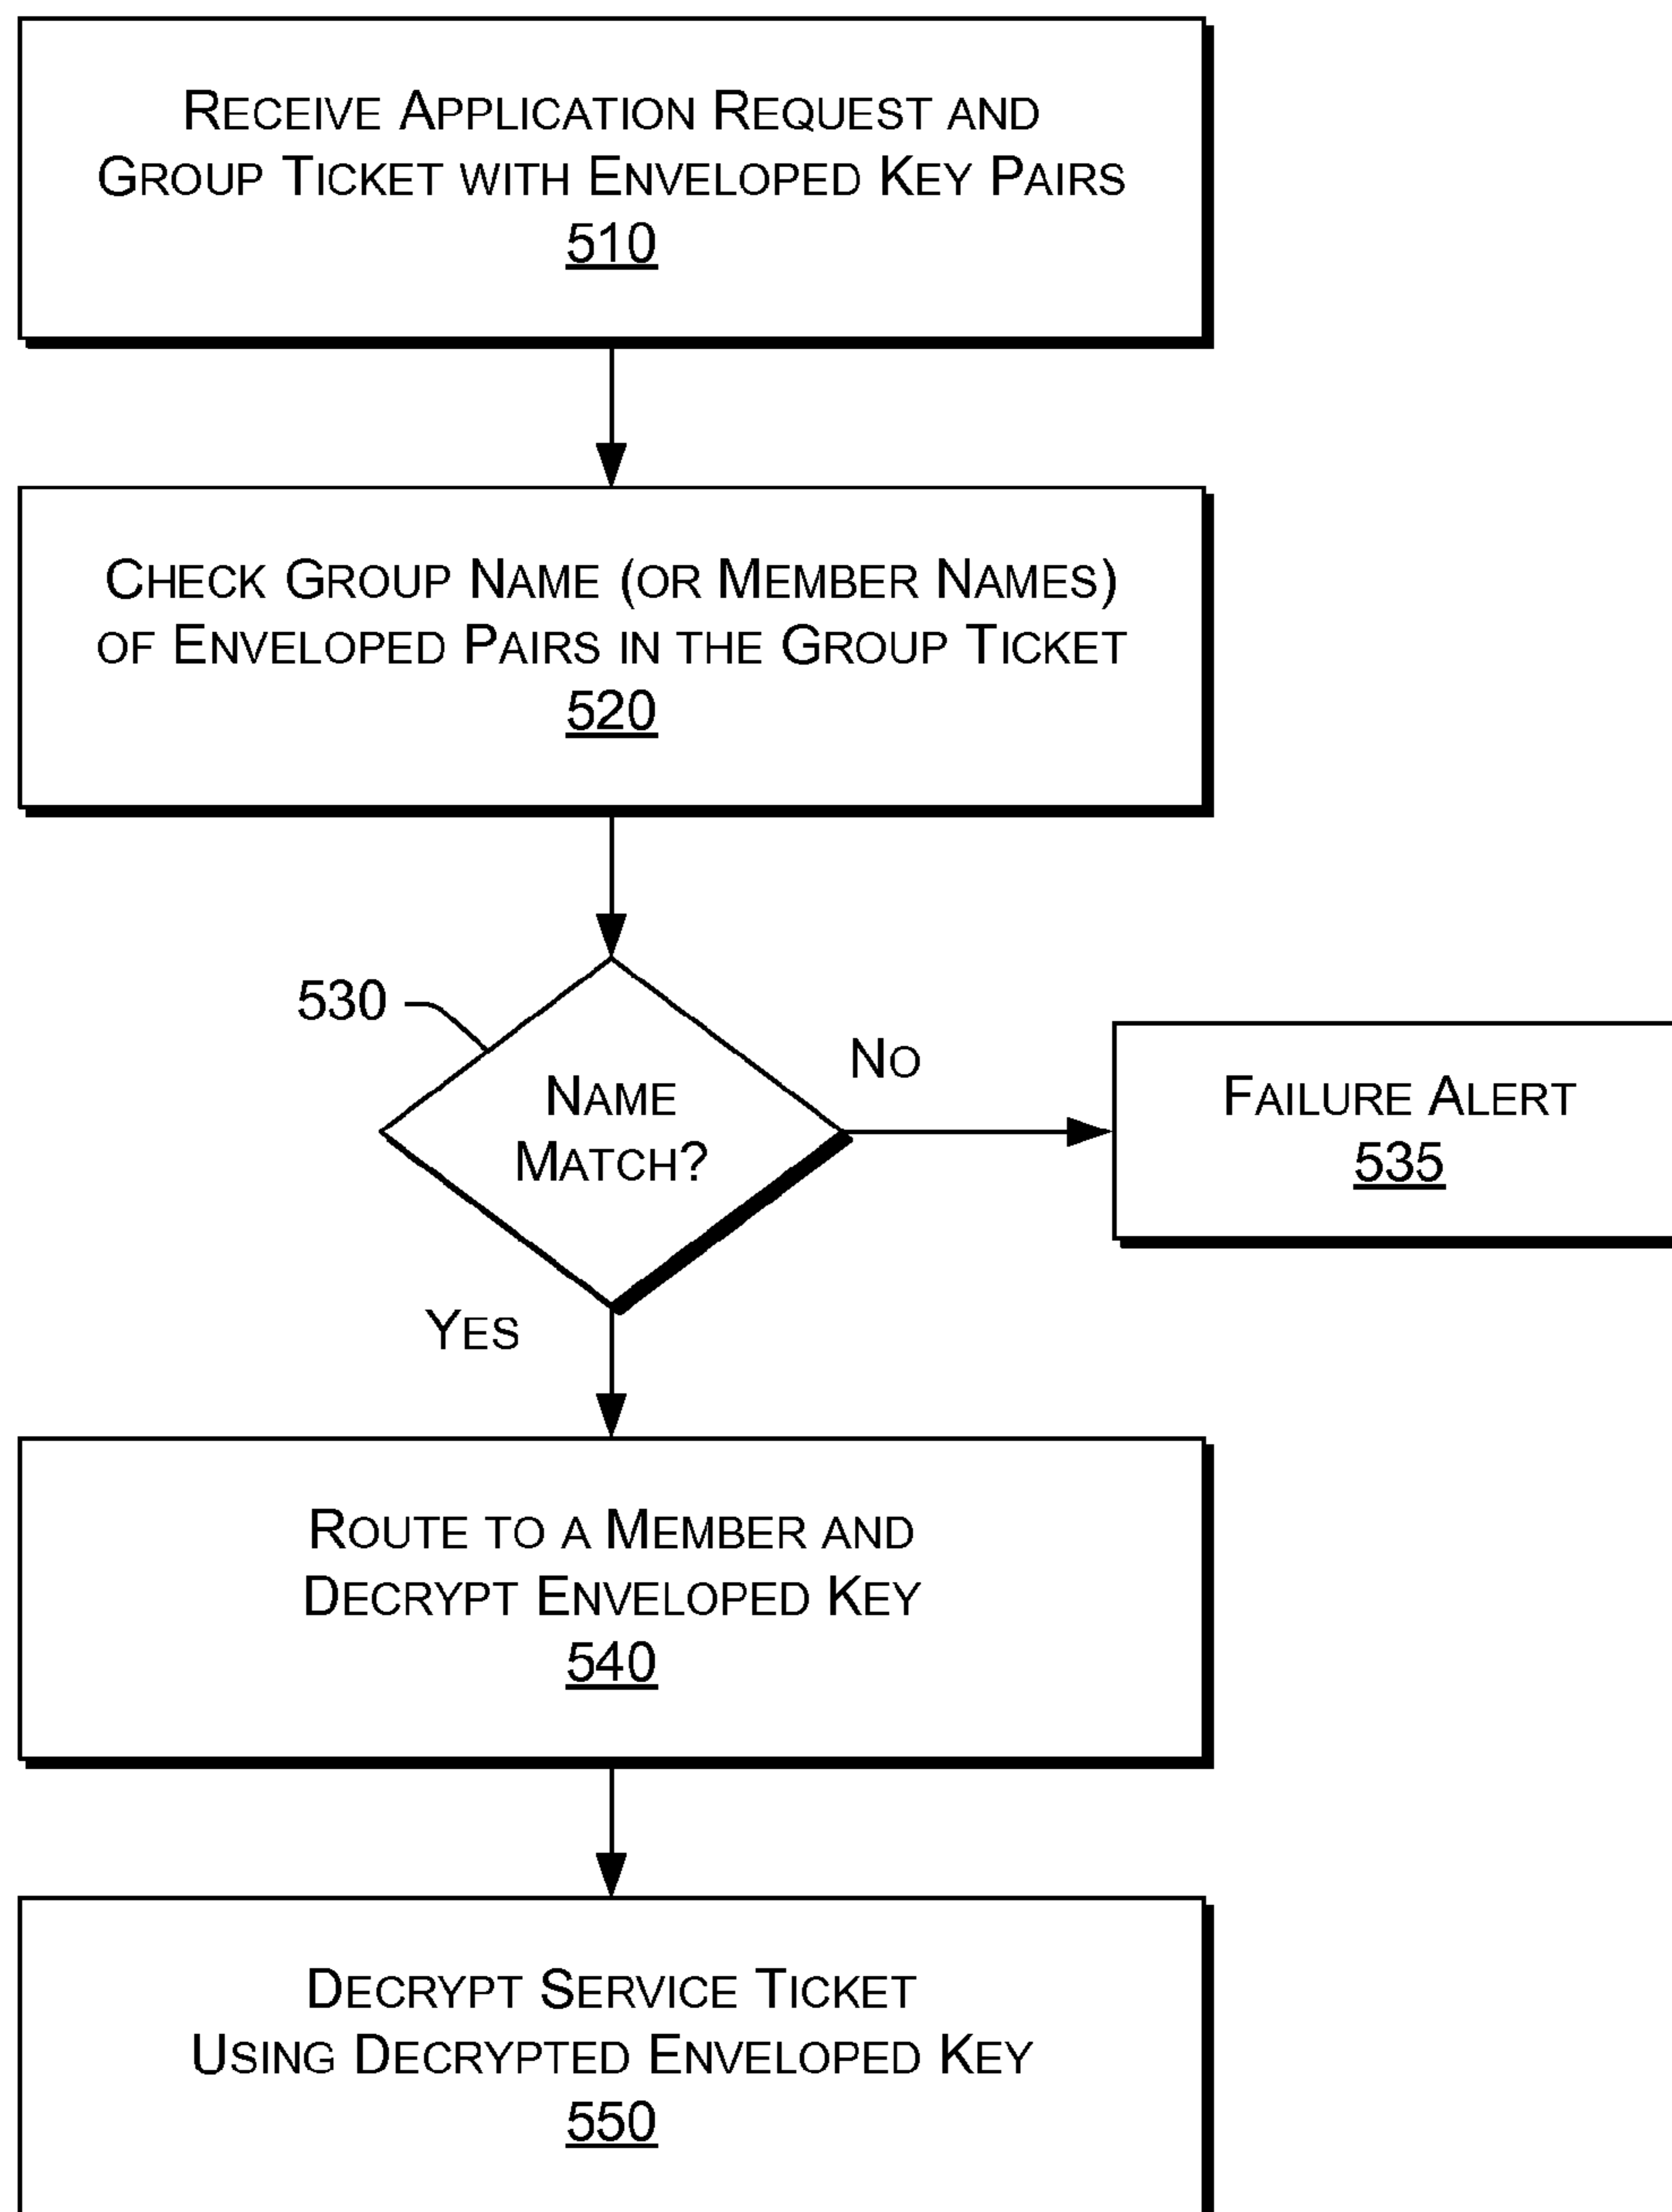 RECEIVE APPLICATION REQUEST AND
GROUP TICKET WITH ENVELOPED KEY PAIRS
510
CHECK GROUP NAME (OR MEMBER NAMES)
OF ENVELOPED PAIRS IN THE GROUP TICKET
520
530
NAME
MATCH?
NO
FAILURE ALERT
535
YES
ROUTE TO A MEMBER AND
DECRYPT ENVELOPED KEY
540
DECRYPT SERVICE TICKET
USING DECRYPTED ENVELOPED KEY
550